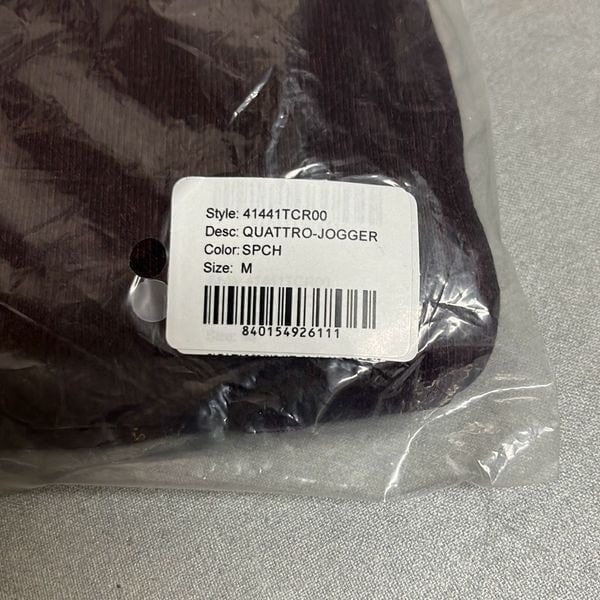 Style: 41441TCR00
Desc: QUATTRO-JOGGER
Color: SPCH
Size: M
840154926111